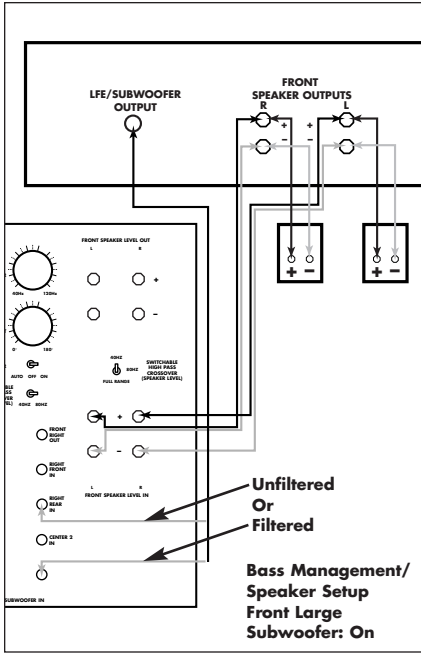 LFE/SUBWOOFER
OUTPUT
FRONT
SPEAKER OUTPUTS
R
L
+
+
−
−
+
−
+
−
FRONT SPEAKER LEVEL OUT
L
R
+
−
40Hz
120Hz
0°
180°
AUTO OFF ON
40HZ 80HZ
40HZ
80HZ
FULL RANGE
SWITCHABLE
HIGH PASS
CROSSOVER
(SPEAKER LEVEL)
+
−
L
R
FRONT SPEAKER LEVEL IN
FRONT
RIGHT
OUT
RIGHT
FRONT
IN
RIGHT
REAR
IN
CENTER 2
IN
SUBWOOFER IN
Unfiltered
Or
Filtered
Bass Management/
Speaker Setup
Front Large
Subwoofer: On